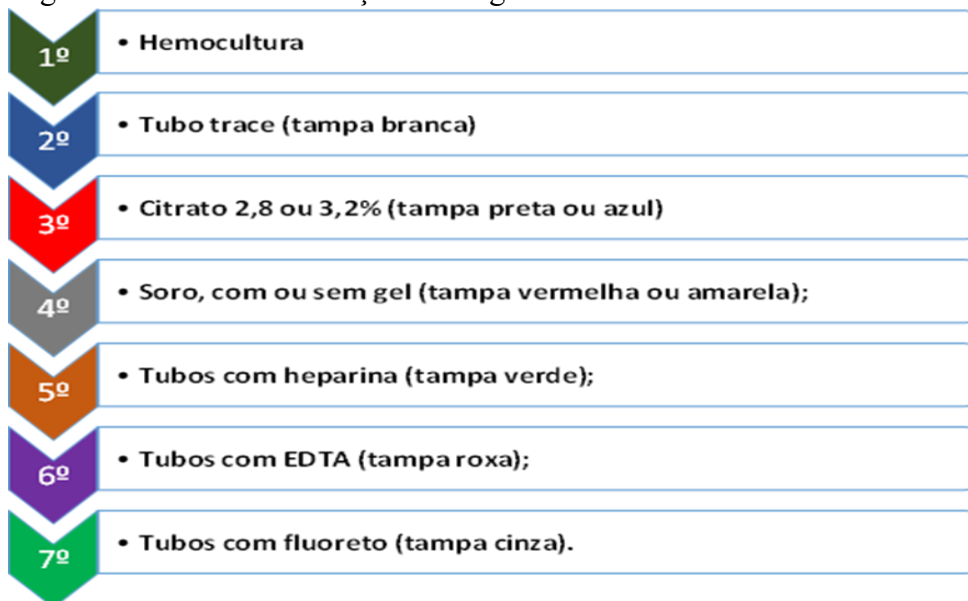 1º
• Hemocultura
2º
• Tubo trace (tampa branca)
3º
• Citrato 2,8 ou 3,2% (tampa preta ou azul)
4º
• Soro, com ou sem gel (tampa vermelha ou amarela);
5º
• Tubos com heparina (tampa verde);
6º
• Tubos com EDTA (tampa roxa);
7º
• Tubos com fluoreto (tampa cinza).